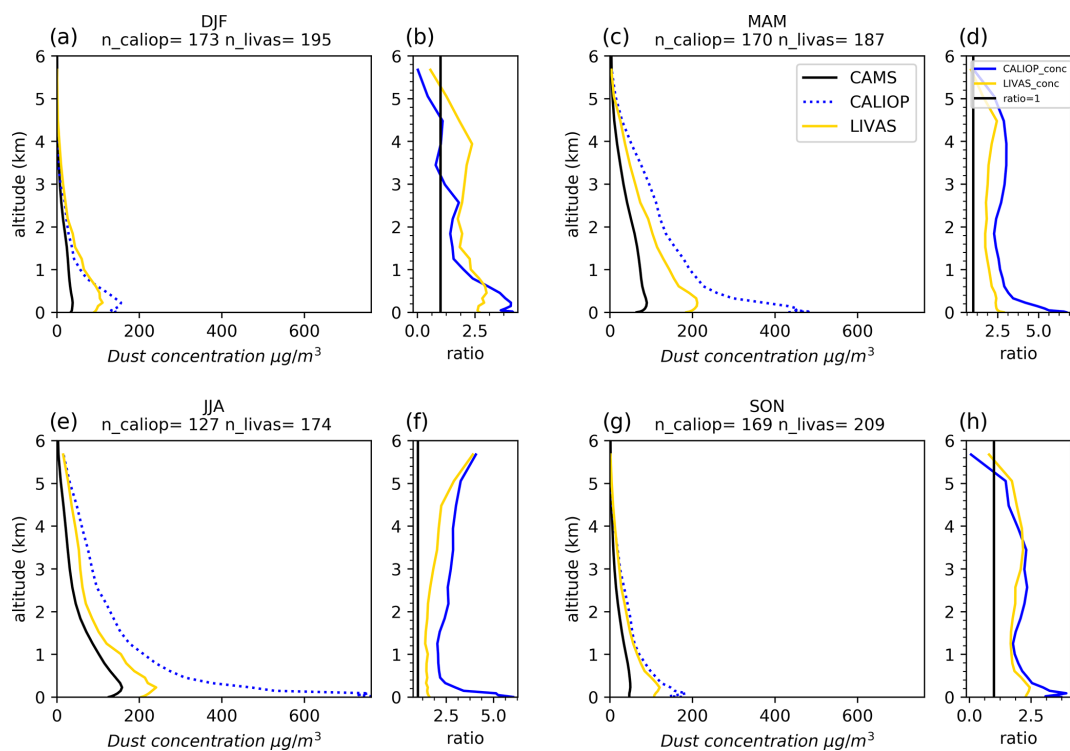 DJF
(a) n_caliop= 173 n_livas= 195 (b)
MAM
(c) n_caliop= 170 n_livas= 187 (d)
CAMS
CALIOP
LIVAS
CALIOP_conc
LIVAS_conc
ratio=1
altitude (km)
6
5
4
3
2
1
0
0 200 400 600
Dust concentration μg/m³
6
5
4
3
2
1
0
2.5
ratio
altitude (km)
6
5
4
3
2
1
0
0 200 400 600
Dust concentration μg/m³
6
5
4
3
2
1
0
2.5 5.0
ratio
JJA
(e) n_caliop= 127 n_livas= 174 (f)
SON
(g) n_caliop= 169 n_livas= 209 (h)
altitude (km)
6
5
4
3
2
1
0
0 200 400 600
Dust concentration μg/m³
6
5
4
3
2
1
0
2.5 5.0
ratio
altitude (km)
6
5
4
3
2
1
0
0 200 400 600
Dust concentration μg/m³
6
5
4
3
2
1
0
0.0 2.5
ratio